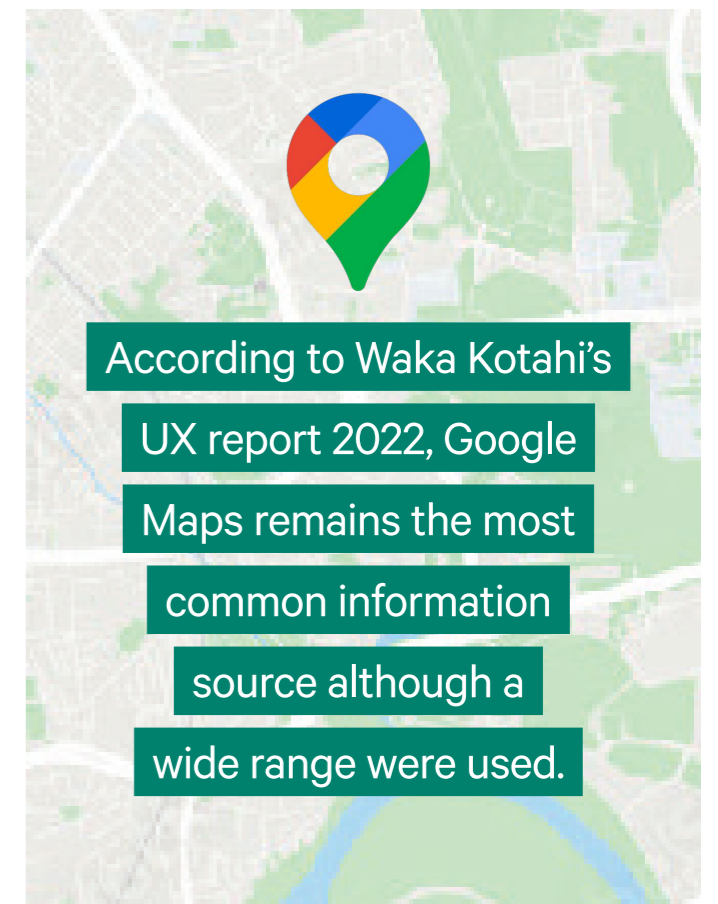 According to Waka Kotahi’s
UX report 2022, Google
Maps remains the most
common information
source although a
wide range were used.